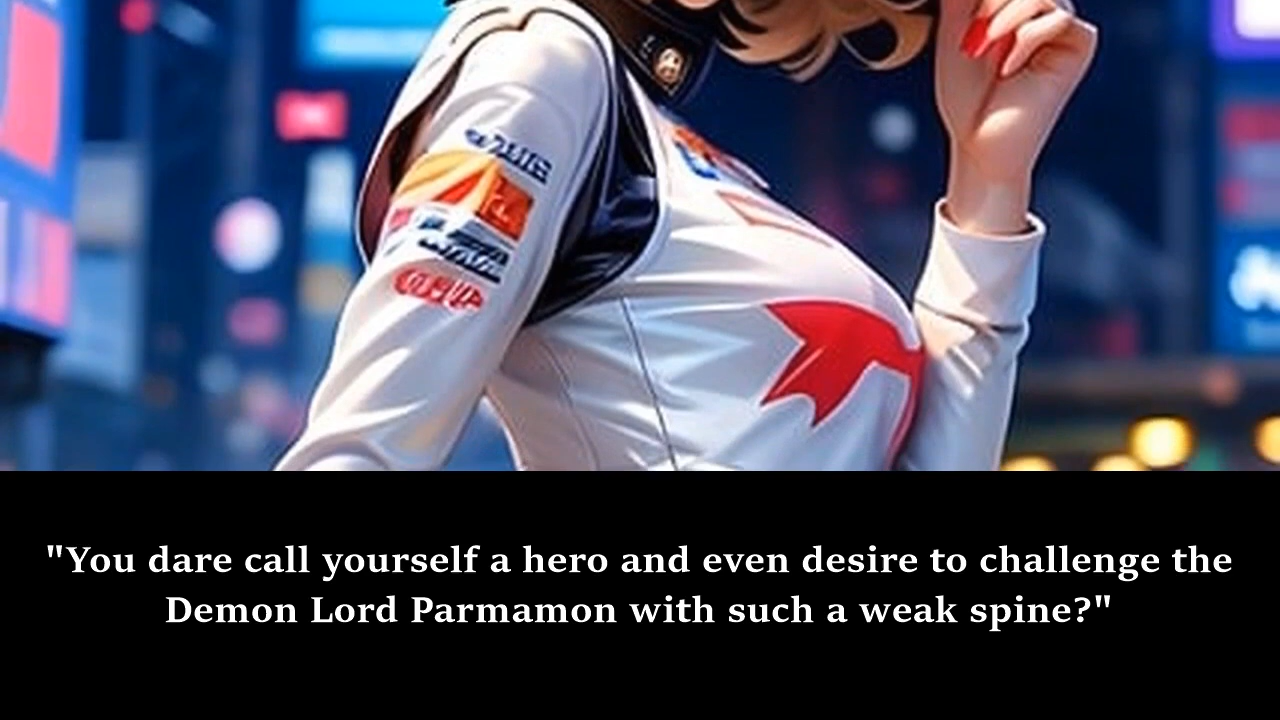 "You dare call yourself a hero and even desire to challenge the
Demon Lord Parmamon with such a weak spine?"